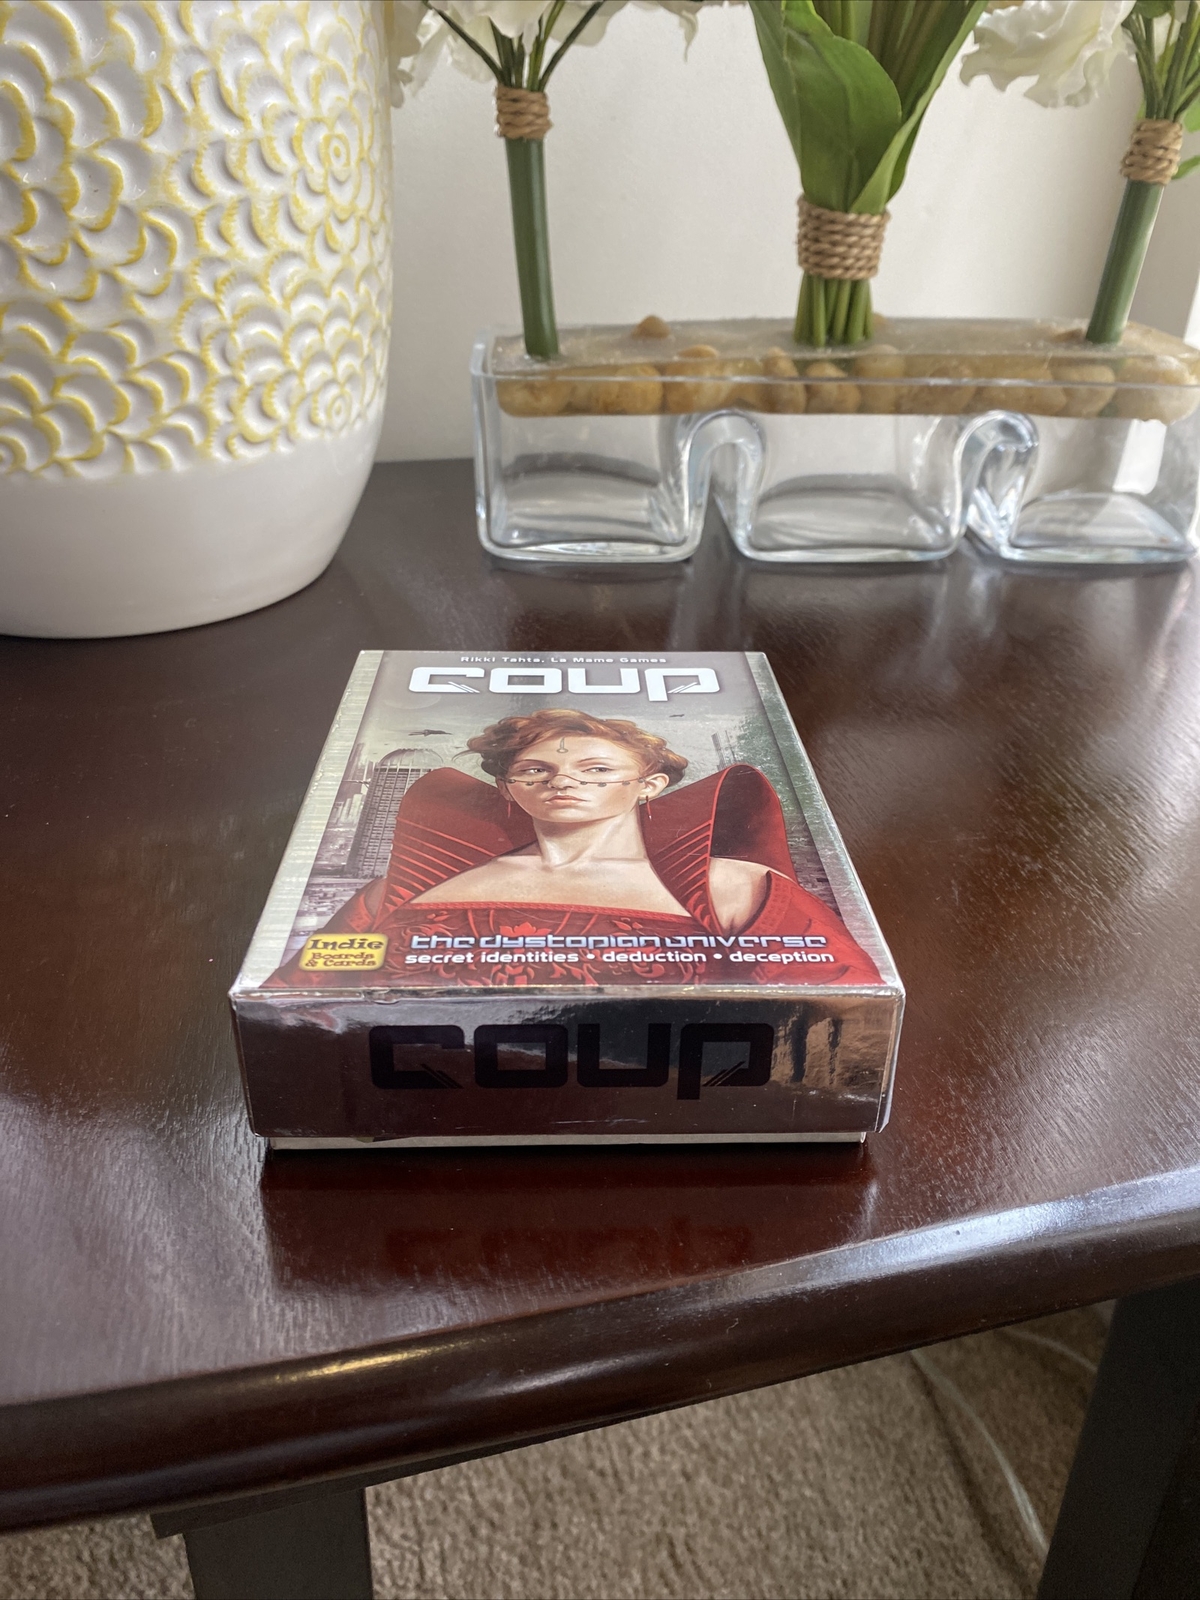 Rikki Tahta, La Mame Games
coup
Indie
Boards
& Cards
the dystopian universe
secret identities • deduction • deception
coup